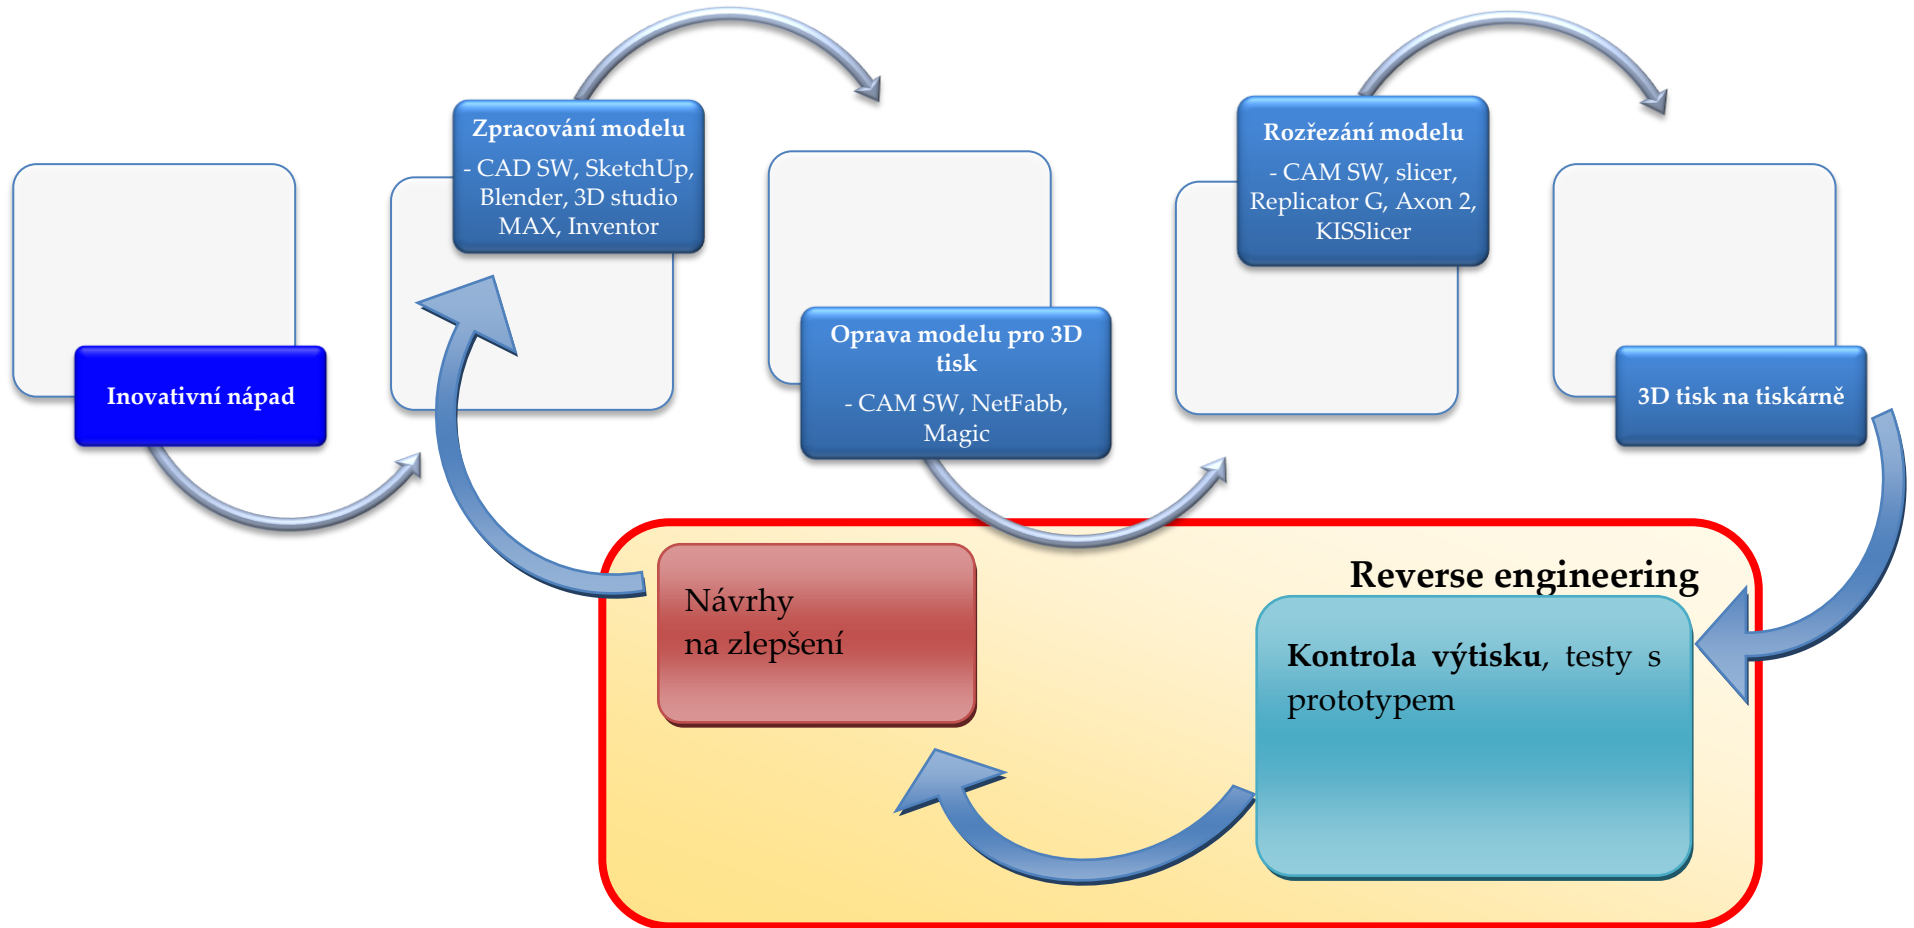 Zpracování modelu
- CAD SW, SketchUp,
Blender, 3D studio
MAX, Inventor
Rozřezání modelu
- CAM SW, slicer,
Replicator G, Axon 2,
KISSlicer
Inovativní nápad
Oprava modelu pro 3D
tisk
- CAM SW, NetFabb,
Magic
3D tisk na tiskárně
Reverse engineering
Návrhy
na zlepšení
Kontrola výtisku, testy s
prototypem